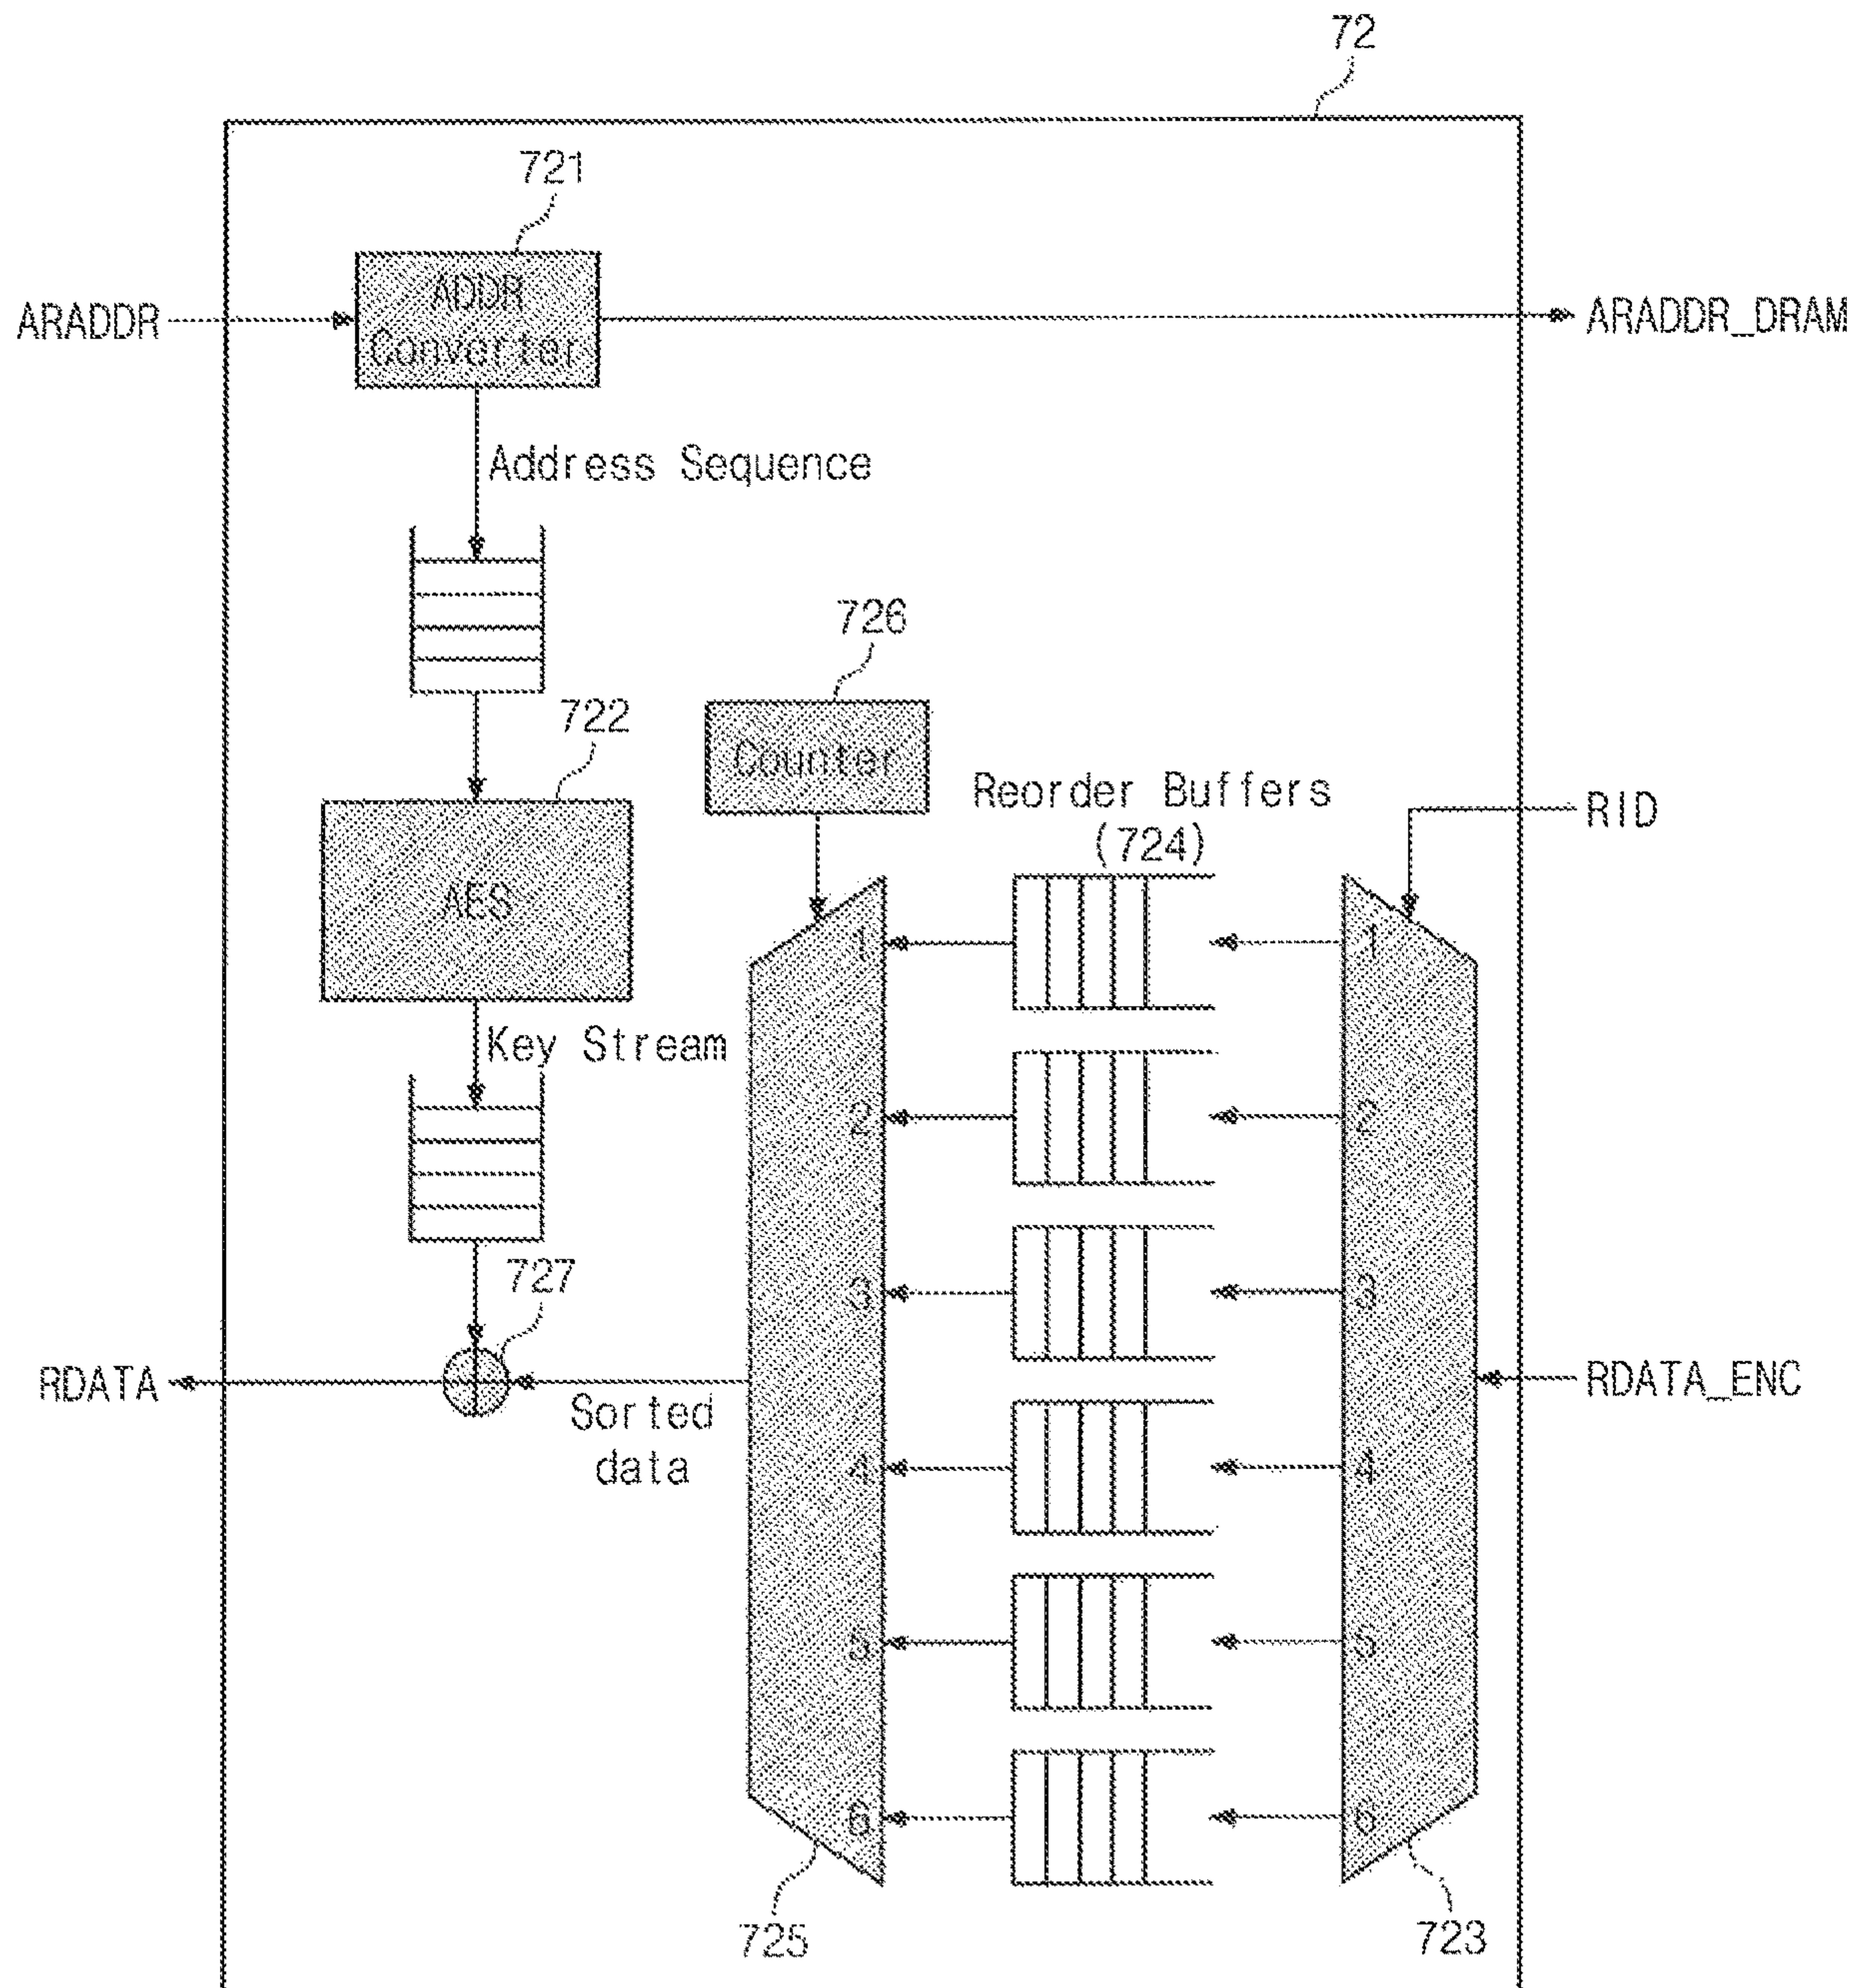 72
721
ADDR
Converter
ARADDR
ARADDR_DRAM
Address Sequence
726
722
Counter
Reorder Buffers
(724)
RID
AES
1
1
Key Stream
2
2
727
3
3
RDATA
RDATA_ENC
Sorted
data
4
4
5
5
6
6
725
723